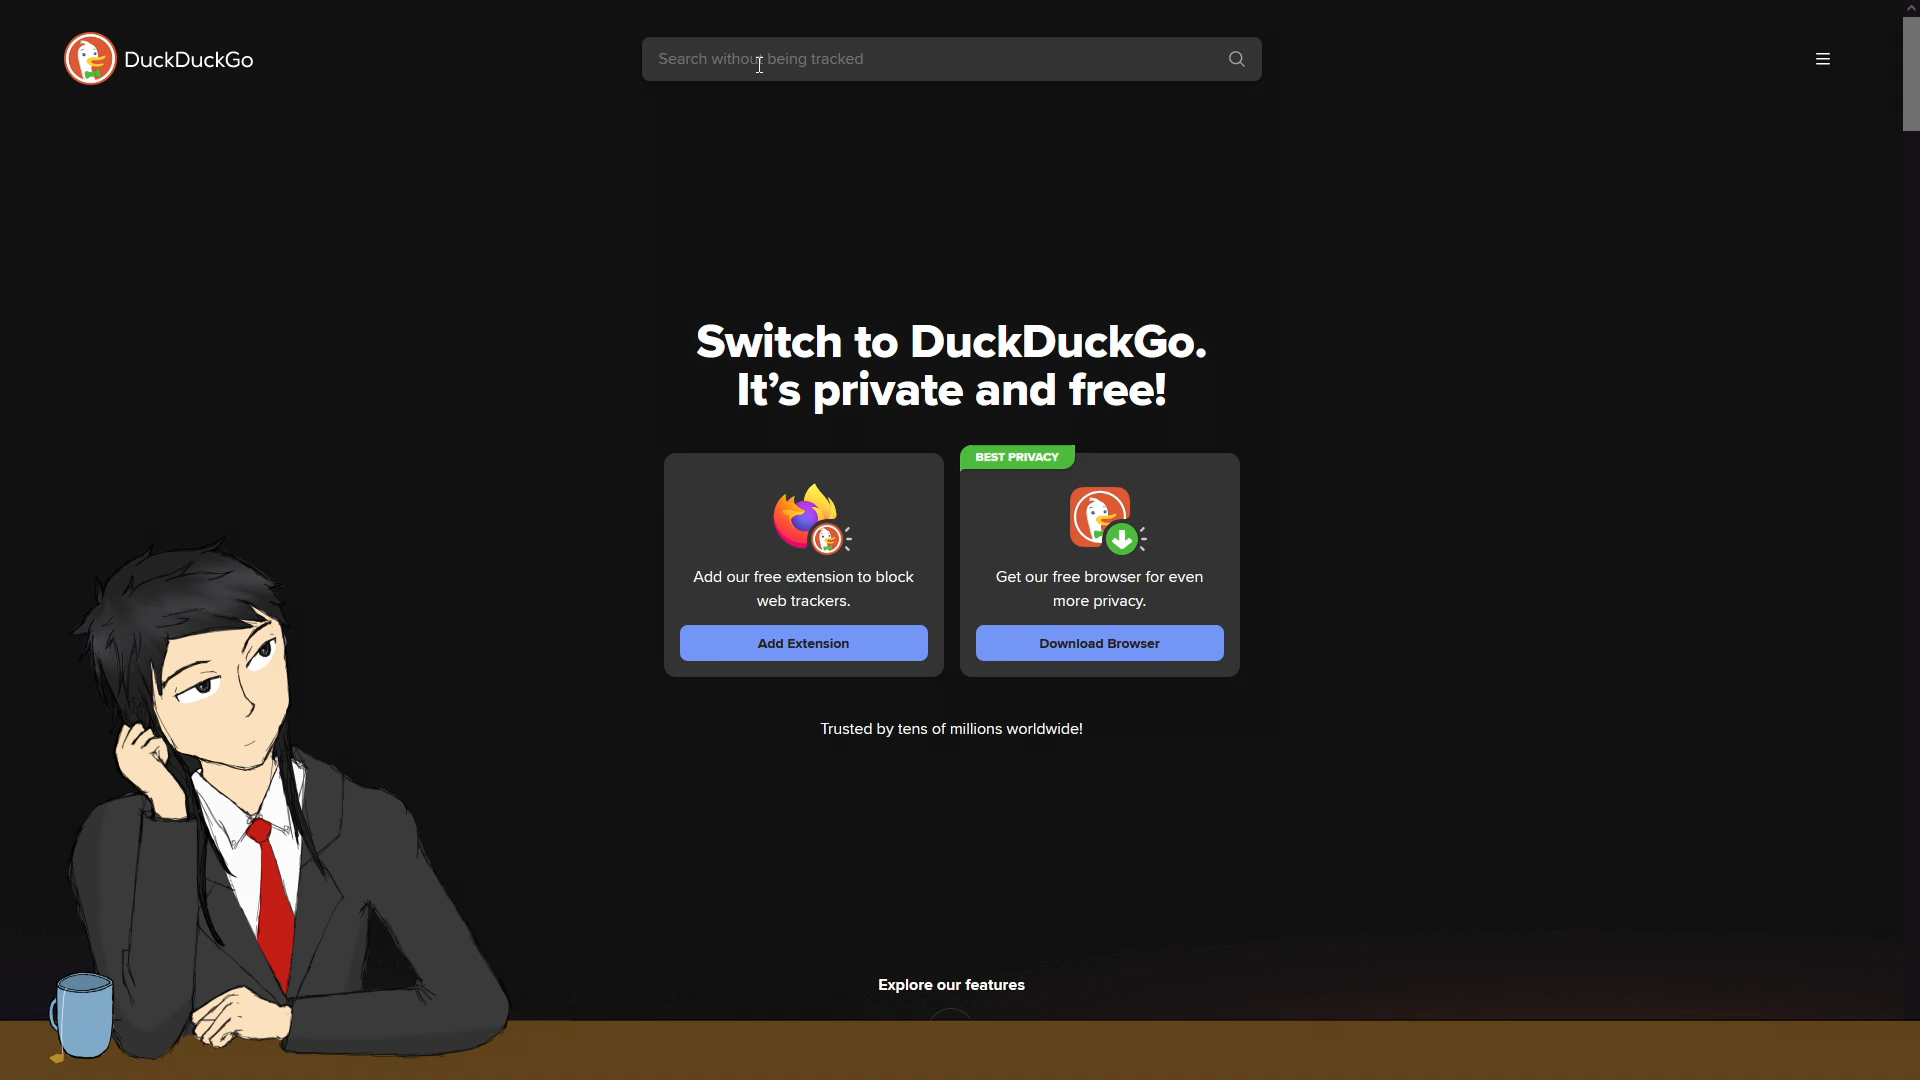 DuckDuckGo
Search without being tracked
Switch to DuckDuckGo.
It’s private and free!
BEST PRIVACY
Add our free extension to block
web trackers.
Add Extension
Get our free browser for even
more privacy.
Download Browser
Trusted by tens of millions worldwide!
Explore our features